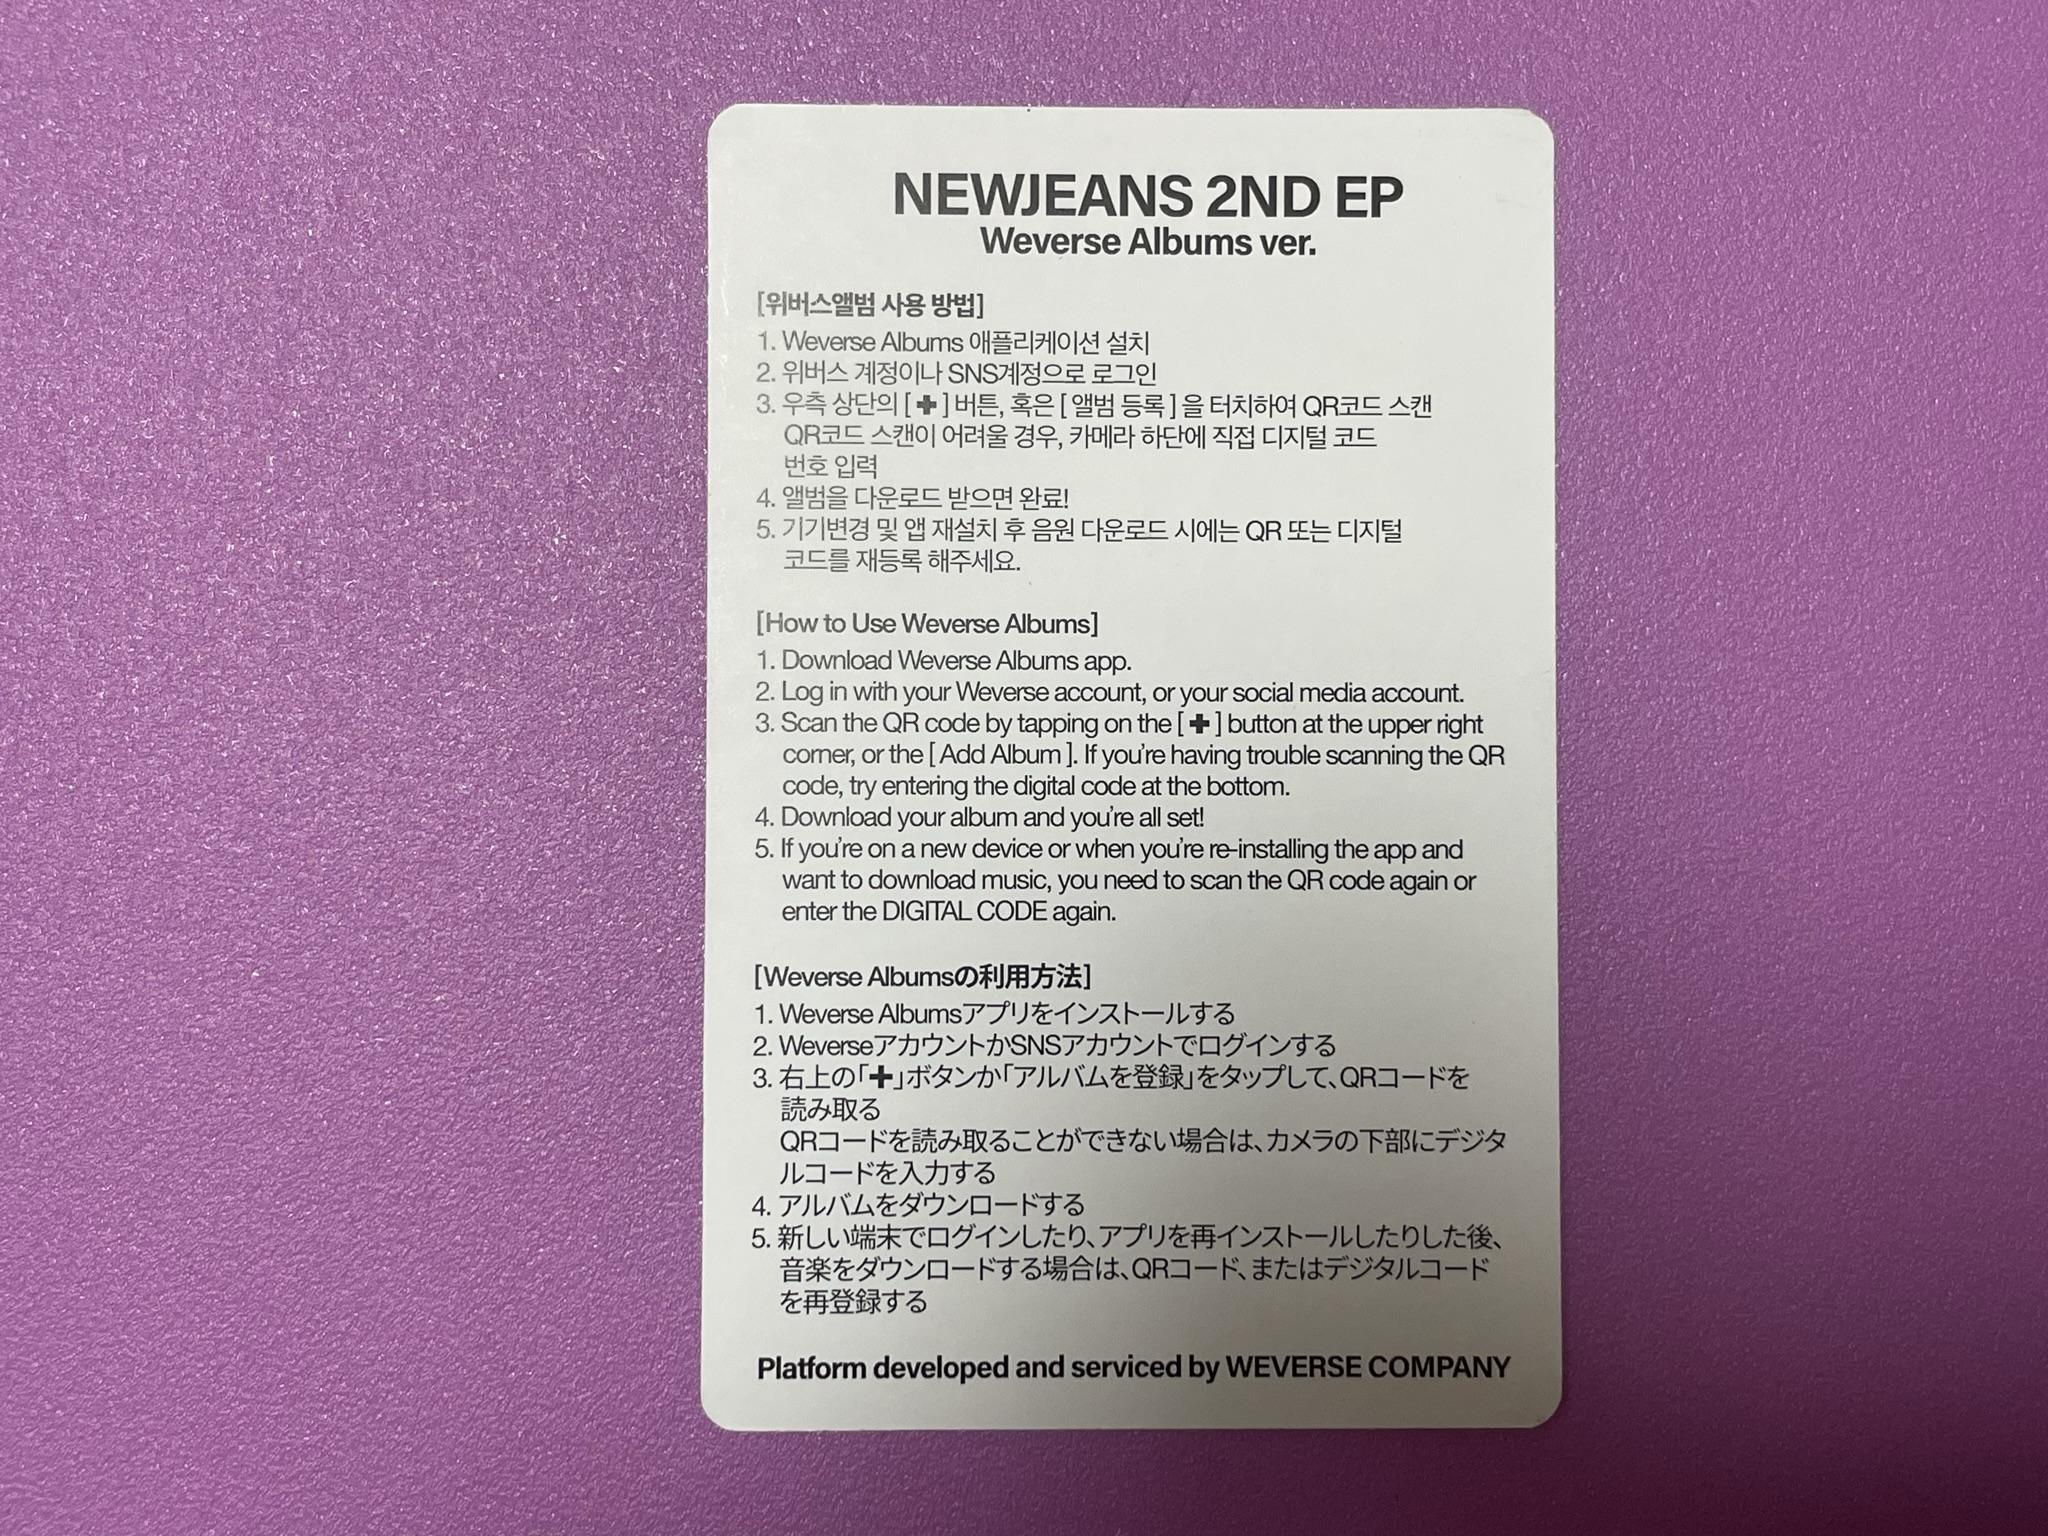 NEWJEANS 2ND EP
Weverse Albums ver.
[위버스앨범 사용 방법]
1. Weverse Albums 애플리케이션 설치
2. 위버스 계정이나 SNS계정으로 로그인
3. 우측 상단의 [ ✚ ] 버튼, 혹은 [ 앨범 등록 ] 을 터치하여 QR코드 스캔
QR코드 스캔이 어려울 경우, 카메라 하단에 직접 디지털 코드
번호 입력
4. 앨범을 다운로드 받으면 완료!
5. 기기변경 및 앱 재설치 후 음원 다운로드 시에는 QR 또는 디지털
코드를 재등록 해주세요.
[How to Use Weverse Albums]
1. Download Weverse Albums app.
2. Log in with your Weverse account, or your social media account.
3. Scan the QR code by tapping on the [ ✚ ] button at the upper right
corner, or the [ Add Album ]. If you're having trouble scanning the QR
code, try entering the digital code at the bottom.
4. Download your album and you're all set!
5. If you're on a new device or when you're re-installing the app and
want to download music, you need to scan the QR code again or
enter the DIGITAL CODE again.
[Weverse Albumsの利用方法]
1. Weverse Albumsアプリをインストールする
2. WeverseアカウントかSNSアカウントでログインする
3. 右上の「✚」ボタンか「アルバムを登録」をタップして、QRコードを
読み取る
QRコードを読み取ることができない場合は、カメラの下部にデジタ
ルコードを入力する
4. アルバムをダウンロードする
5. 新しい端末でログインしたり、アプリを再インストールしたりした後、
音楽をダウンロードする場合は、QRコード、またはデジタルコード
を再登録する
Platform developed and serviced by WEVERSE COMPANY